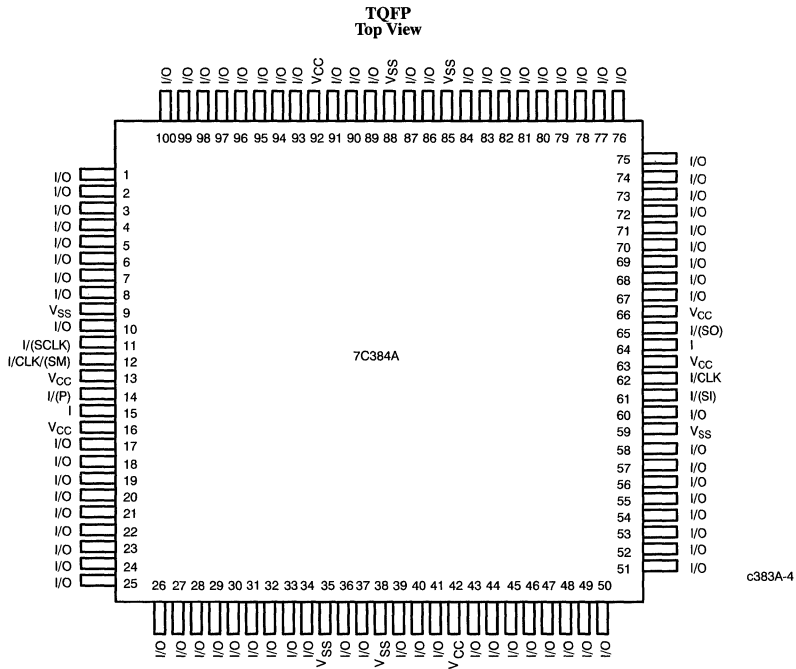 TQFP
Top View
I/O I/O I/O I/O I/O I/O I/O I/O VCC I/O I/O I/O VSS I/O I/O VSS I/O I/O I/O I/O I/O I/O I/O I/O I/O
100 99 98 97 96 95 94 93 92 91 90 89 88 87 86 85 84 83 82 81 80 79 78 77 76
I/O 1
I/O 2
I/O 3
I/O 4
I/O 5
I/O 6
I/O 7
I/O 8
VSS 9
I/O 10
I/(SCLK) 11
I/CLK/(SM) 12
VCC 13
I/(P) 14
I 15
VCC 16
I/O 17
I/O 18
I/O 19
I/O 20
I/O 21
I/O 22
I/O 23
I/O 24
I/O 25
7C384A
75 I/O
74 I/O
73 I/O
72 I/O
71 I/O
70 I/O
69 I/O
68 I/O
67 I/O
66 VCC
65 I/(SO)
64 I
63 VCC
62 I/CLK
61 I/(SI)
60 I/O
59 VSS
58 I/O
57 I/O
56 I/O
55 I/O
54 I/O
53 I/O
52 I/O
51 I/O
26 27 28 29 30 31 32 33 34 35 36 37 38 39 40 41 42 43 44 45 46 47 48 49 50
I/O I/O I/O I/O I/O I/O I/O I/O I/O VSS I/O I/O VSS I/O I/O I/O VCC I/O I/O I/O I/O I/O I/O I/O I/O
c383A-4